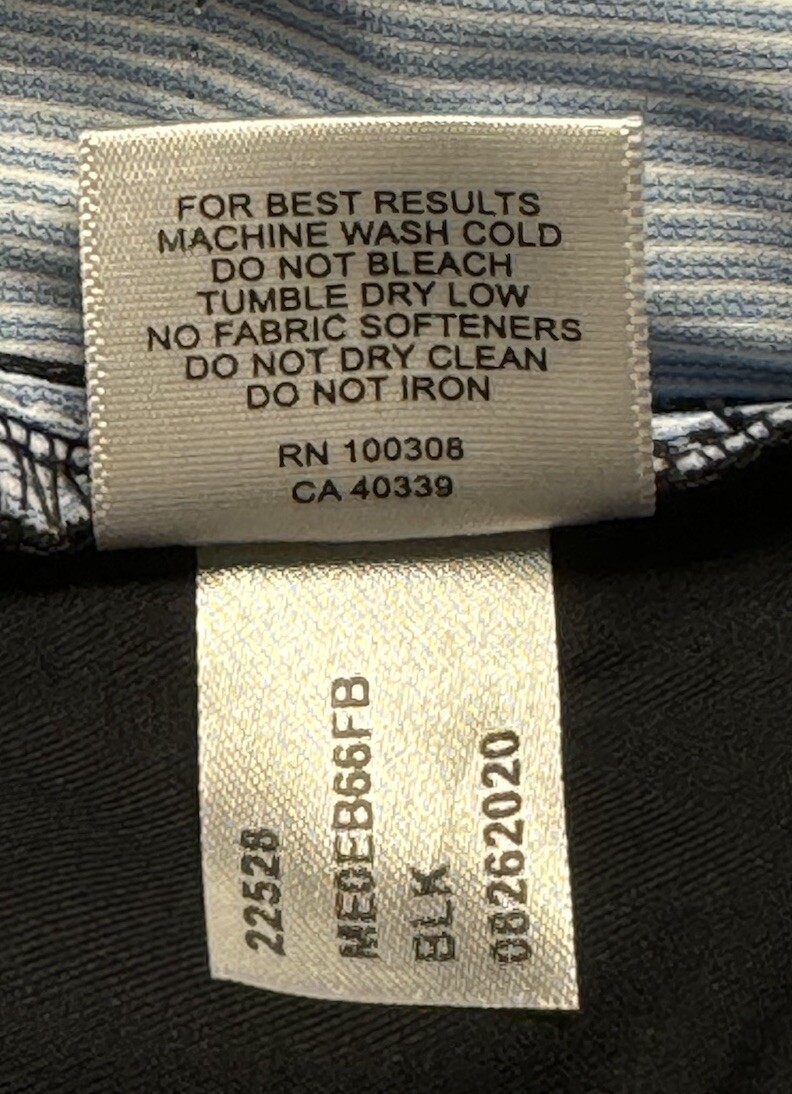 FOR BEST RESULTS
MACHINE WASH COLD
DO NOT BLEACH
TUMBLE DRY LOW
NO FABRIC SOFTENERS
DO NOT DRY CLEAN
DO NOT IRON
RN 100308
CA 40339
22528
ME0EB66FB
BLK
08262020